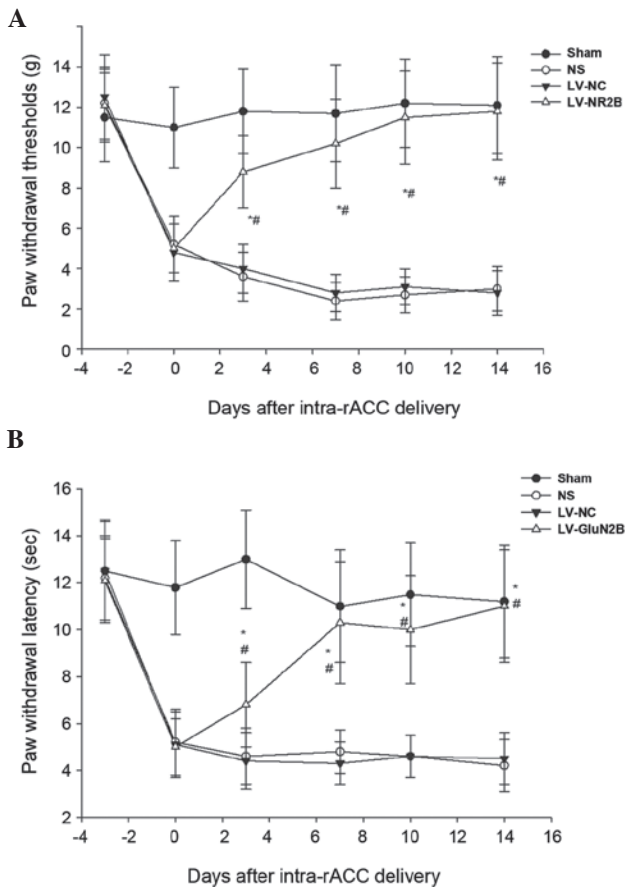 A
Paw withdrawal thresholds (g)
16
14
12
10
8
6
4
2
0
Sham
NS
LV-NC
LV-NR2B
*#
*#
*#
*#
-4 -2 0 2 4 6 8 10 12 14 16
Days after intra-rACC delivery
B
Paw withdrawal latency (sec)
16
14
12
10
8
6
4
2
Sham
NS
LV-NC
LV-GluN2B
*
#
*
#
*
#
*
#
-4 -2 0 2 4 6 8 10 12 14 16
Days after intra-rACC delivery